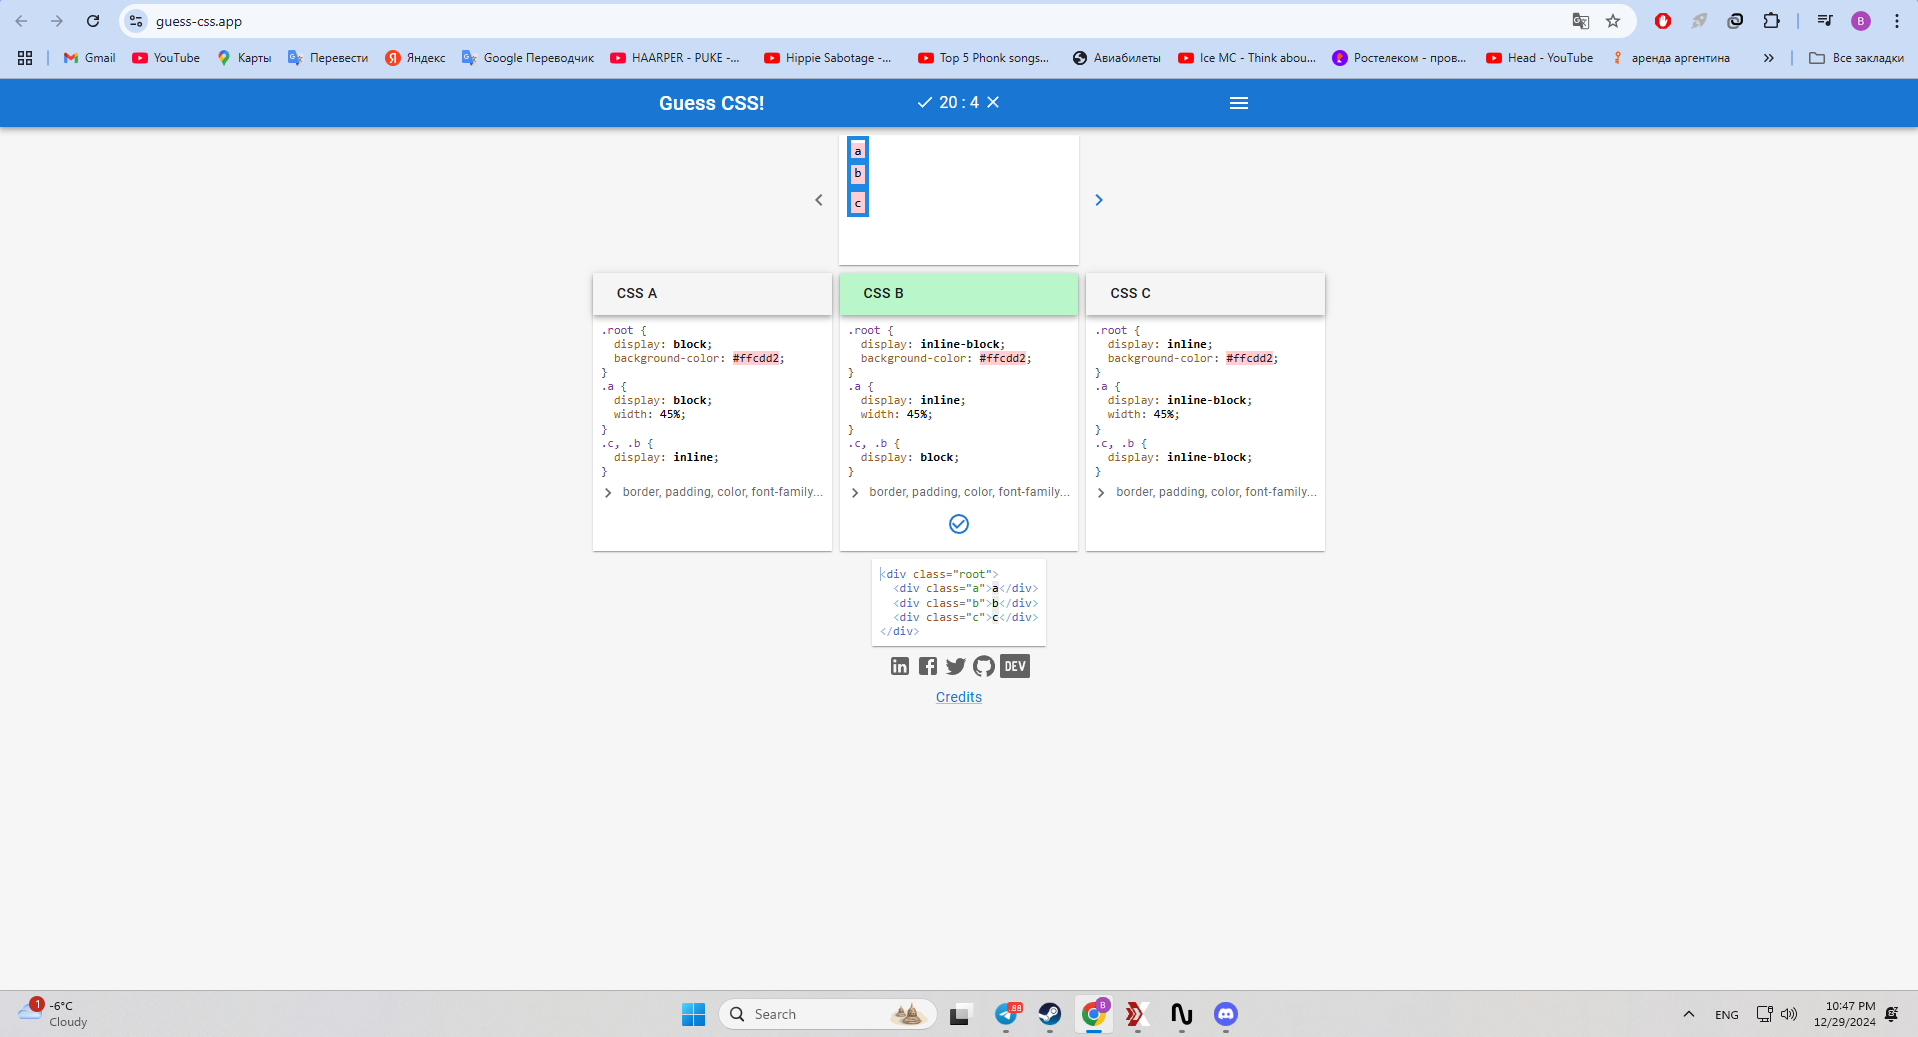 guess-css.app
B
Gmail
YouTube
Карты
Перевести
Яндекс
Google Переводчик
HAARPER - PUKE -...
Hippie Sabotage -...
Top 5 Phonk songs...
Авиабилеты
Ice MC - Think abou...
Ростелеком - пров...
Head - YouTube
аренда аргентина
»
Все закладки
Guess CSS!
20 : 4
a
b
c
CSS A
.root {
display: block;
background-color: #ffcdd2;
}
.a {
display: block;
width: 45%;
}
.c, .b {
display: inline;
}
border, padding, color, font-family...
CSS B
.root {
display: inline-block;
background-color: #ffcdd2;
}
.a {
display: inline;
width: 45%;
}
.c, .b {
display: block;
}
border, padding, color, font-family...
CSS C
.root {
display: inline;
background-color: #ffcdd2;
}
.a {
display: inline-block;
width: 45%;
}
.c, .b {
display: inline-block;
}
border, padding, color, font-family...
<div class="root">
<div class="a">a</div>
<div class="b">b</div>
<div class="c">c</div>
</div>
DEV
Credits
1
-6°C
Cloudy
Search
88
B
ENG
10:47 PM
12/29/2024